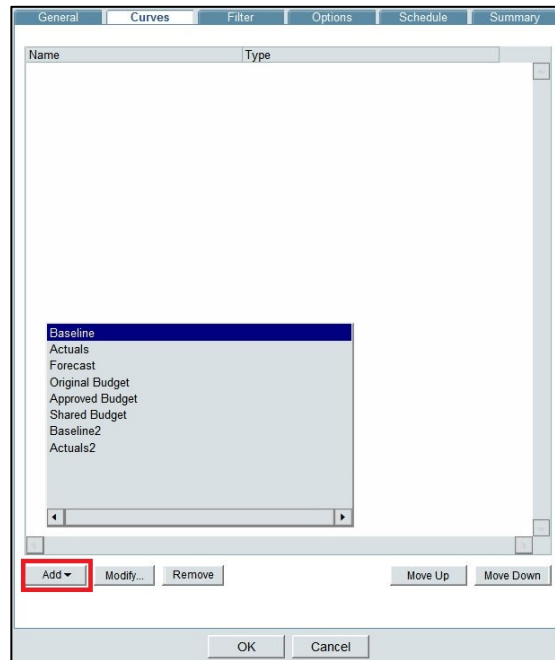 General Curves Filter Options Schedule Summary
Name Type
Baseline
Actuals
Forecast
Original Budget
Approved Budget
Shared Budget
Baseline2
Actuals2
Add Modify... Remove Move Up Move Down
OK Cancel